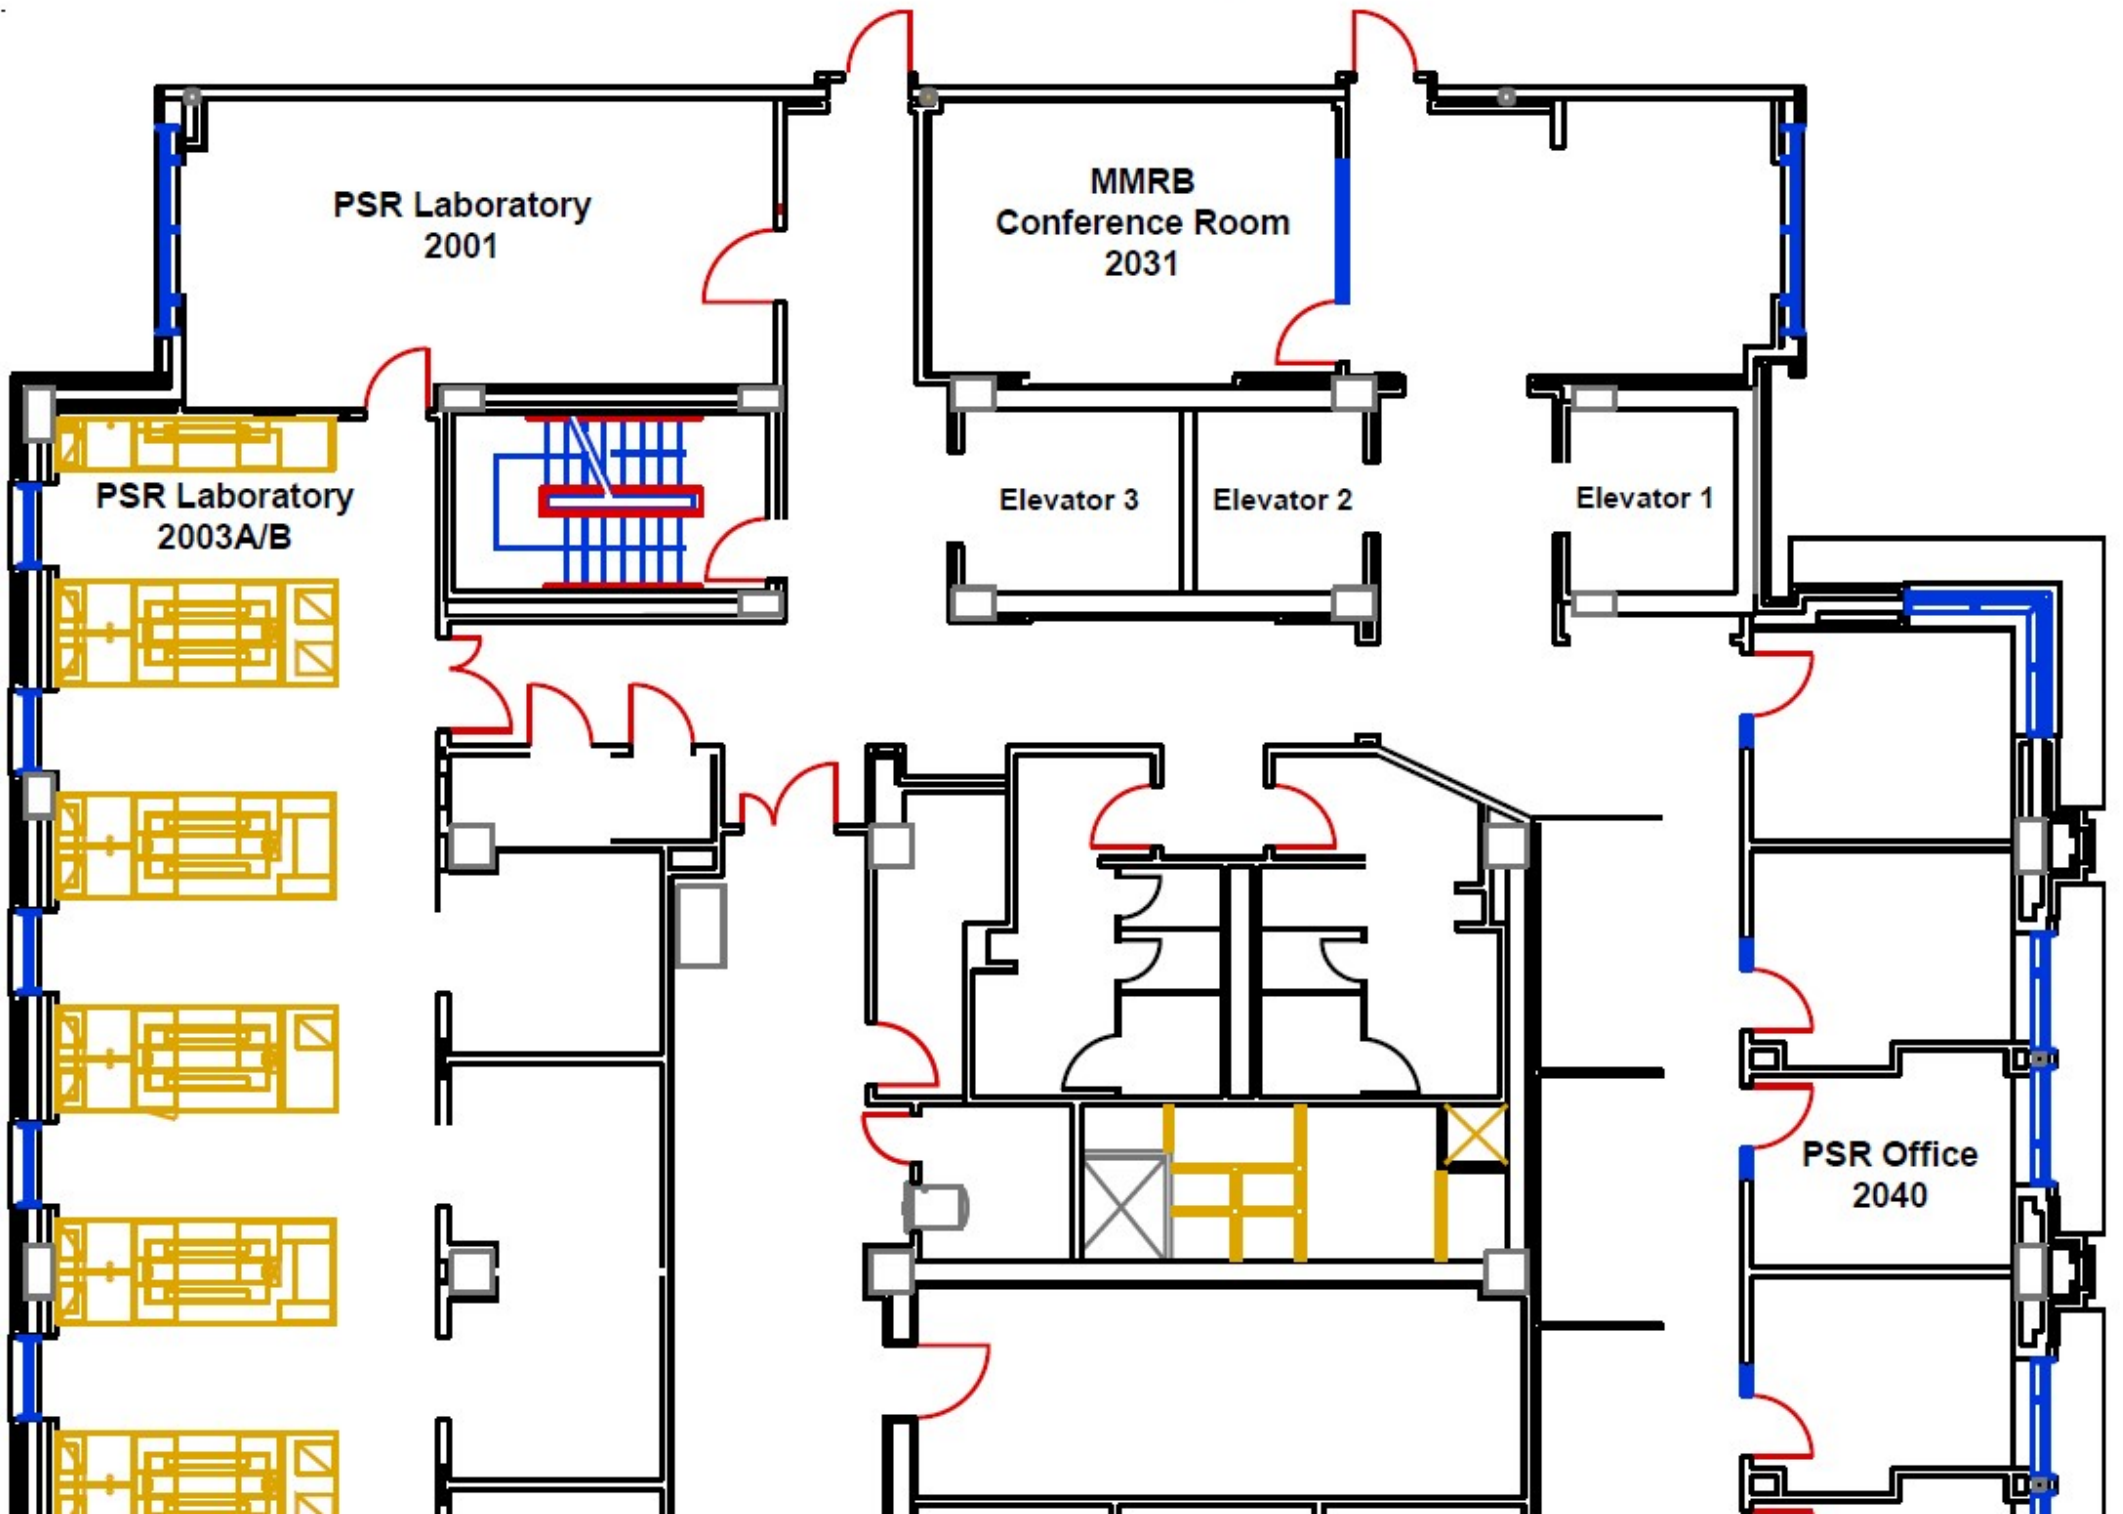 PSR Laboratory
2001
MMRB
Conference Room
2031
PSR Laboratory
2003A/B
Elevator 3
Elevator 2
Elevator 1
PSR Office
2040